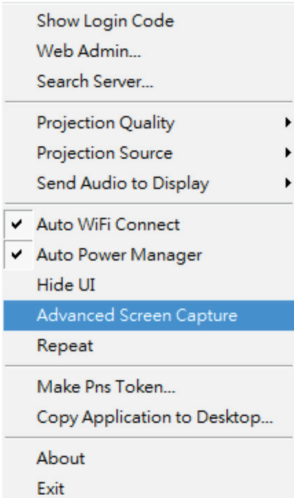 Show Login Code
Web Admin...
Search Server...
Projection Quality
Projection Source
Send Audio to Display
Auto WiFi Connect
Auto Power Manager
Hide UI
Advanced Screen Capture
Repeat
Make Pns Token...
Copy Application to Desktop...
About
Exit